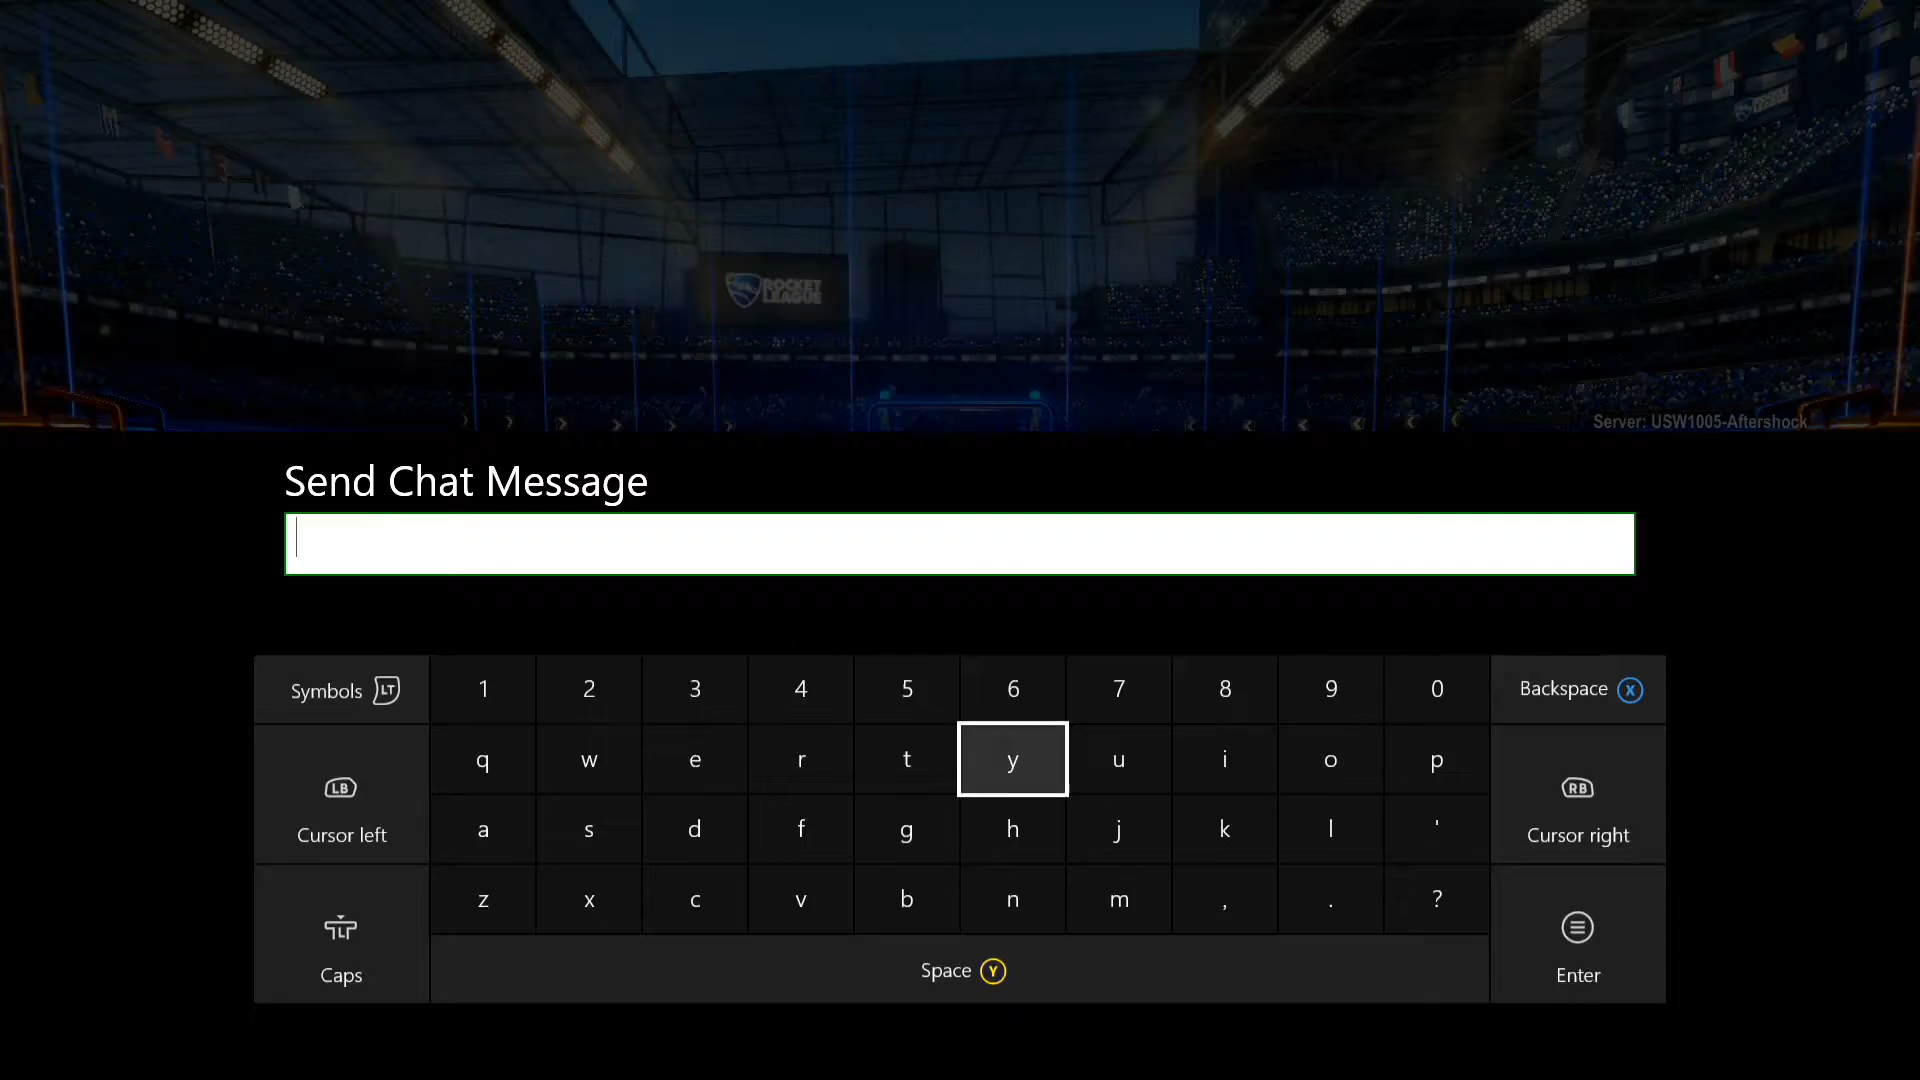 ROCKET
LEAGUE
Server: USW1005-Aftershock
Send Chat Message
Symbols LT 1 2 3 4 5 6 7 8 9 0 Backspace X
q w e r t y u i o p
LB RB
Cursor left a s d f g h j k l ' Cursor right
z x c v b n m , . ?
LT
Caps Space Y Enter